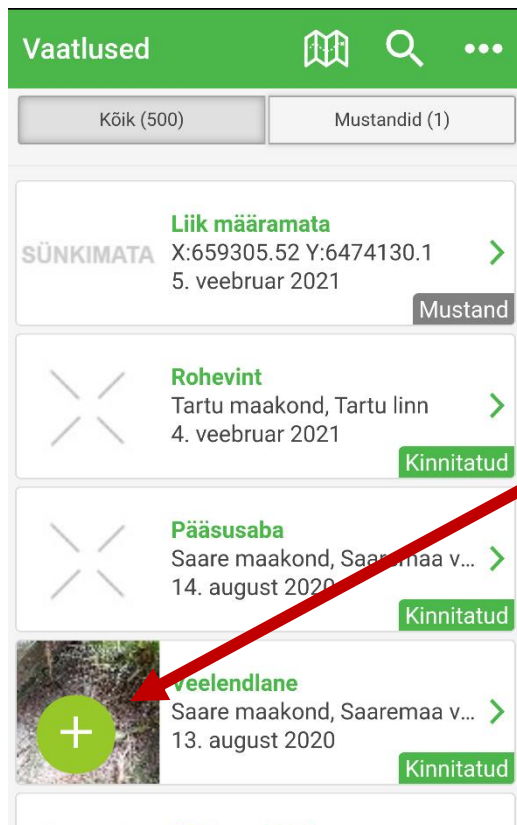 Vaatlused
Kõik (500)
Mustandid (1)
SÜNKIMATA
Liik määramata
X:659305.52 Y:6474130.1
5. veebruar 2021
Mustand
Rohevint
Tartu maakond, Tartu linn
4. veebruar 2021
Kinnitatud
Pääsusaba
Saare maakond, Saaremaa v...
14. august 2020
Kinnitatud
Veelendlane
Saare maakond, Saaremaa v...
13. august 2020
Kinnitatud